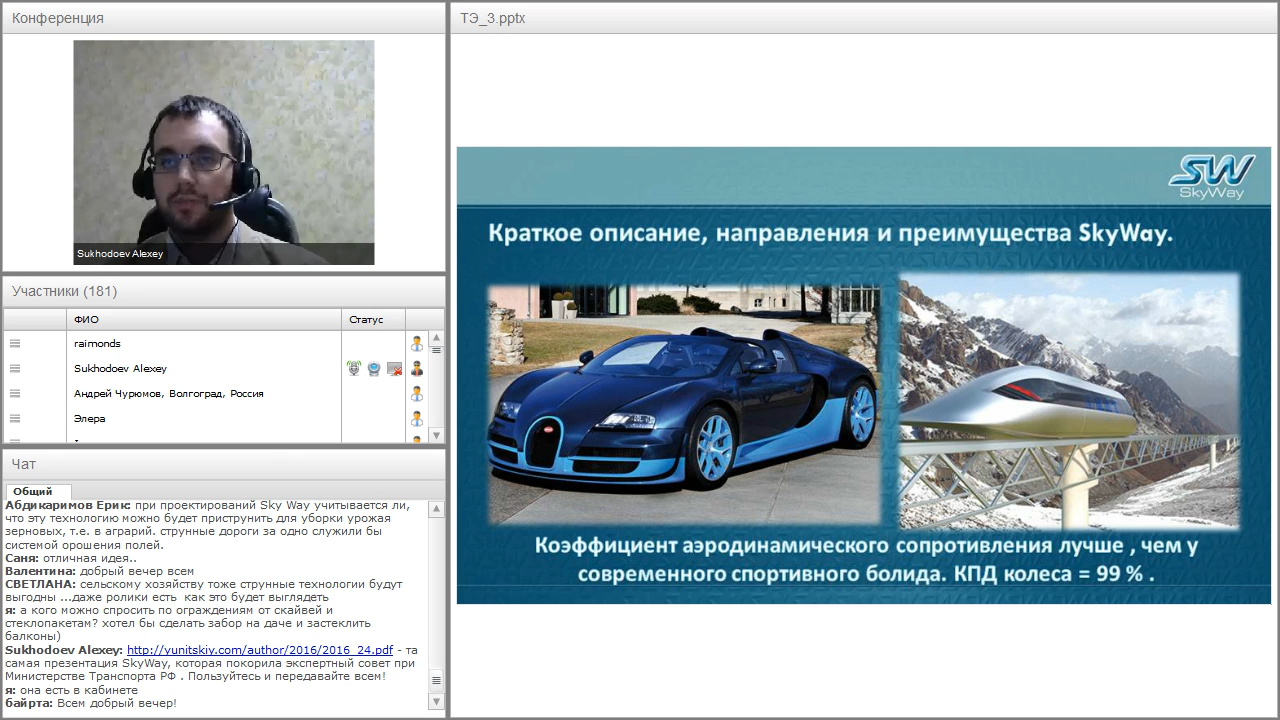 Конференция
Sukhodoev Alexey
Участники (181)
ФИО
Статус
raimonds
Sukhodoev Alexey
Андрей Чурюмов, Волгоград, Россия
Элера
Чат
Общий
Абдикаримов Ерик: при проектирований Sky Way учитывается ли,
что эту технологию можно будет приструнить для уборки урожая
зерновых, т.е. в аграрий. струнные дороги за одно служили бы
системой орошения полей.
Саня: отличная идея..
Валентина: добрый вечер всем
СВЕТЛАНА: сельскому хозяйству тоже струнные технологии будут
выгодны ...даже ролики есть как это будет выглядеть
я: а кого можно спросить по ограждениям от скайвей и
стеклопакетам? хотел бы сделать забор на даче и застеклить
балконы)
Sukhodoev Alexey: http://yunitskiy.com/author/2016/2016_24.pdf - та
самая презентация SkyWay, которая покорила экспертный совет при
Министерстве Транспорта РФ . Пользуйтесь и передавайте всем!
я: она есть в кабинете
байрта: Всем добрый вечер!
ТЭ_3.pptx
SW
SkyWay
Краткое описание, направления и преимущества SkyWay.
Коэффициент аэродинамического сопротивления лучше , чем у
современного спортивного болида. КПД колеса = 99 % .